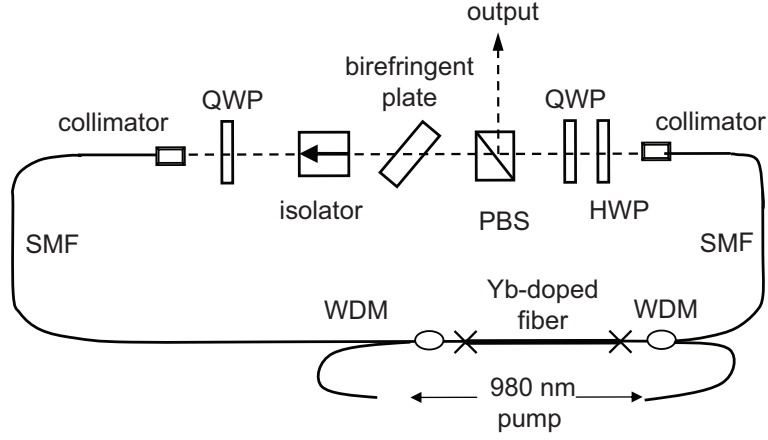 output
birefringent
plate
QWP
QWP
collimator
collimator
isolator
PBS
HWP
SMF
SMF
Yb-doped
fiber
WDM
WDM
980 nm
pump